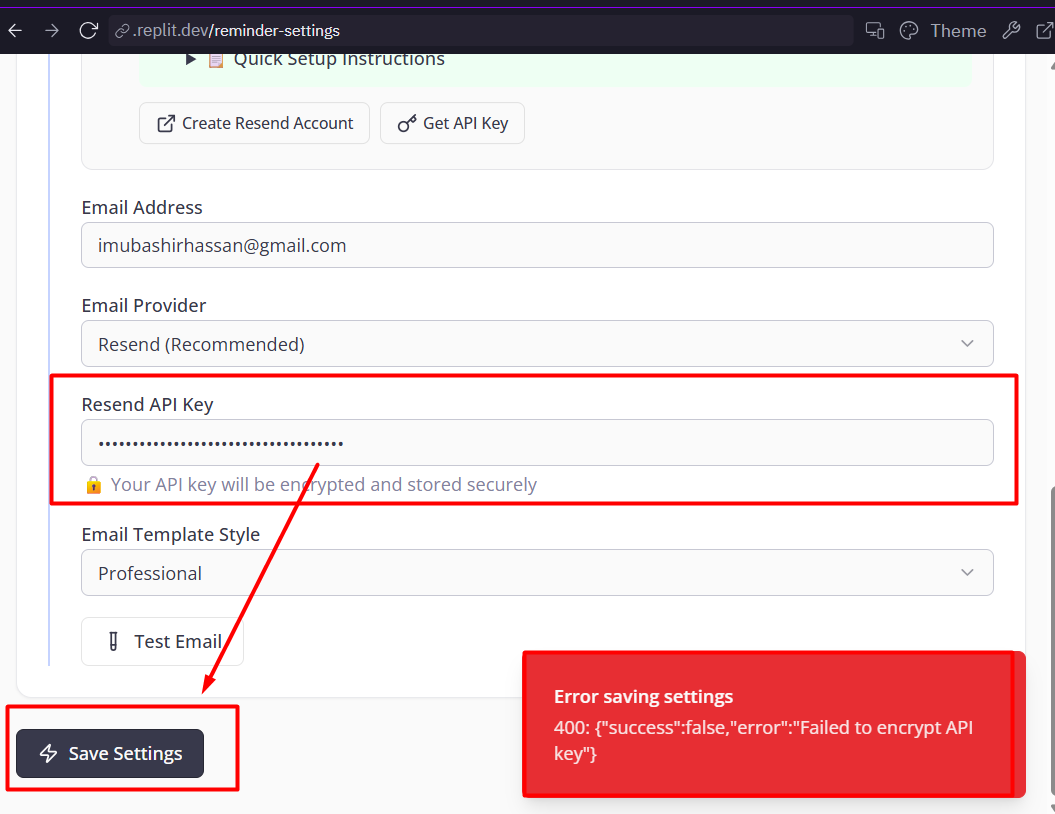 .replit.dev/reminder-settings
Theme
Quick Setup Instructions
Create Resend Account
Get API Key
Email Address
imubashirhassan@gmail.com
Email Provider
Resend (Recommended)
Resend API Key
••••••••••••••••••••••••••••••••••••
🔒 Your API key will be encrypted and stored securely
Email Template Style
Professional
Test Email
Error saving settings
400: {"success":false,"error":"Failed to encrypt API
key"}
Save Settings